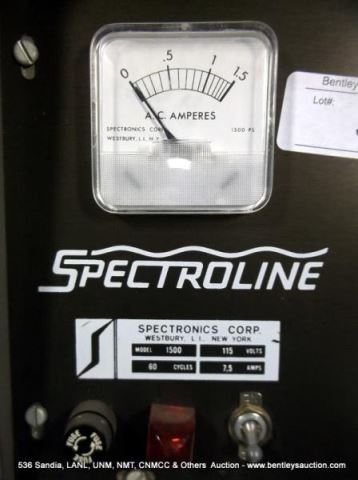 0 .5 1 1.5
A.C. AMPERES
SPECTRONICS CORP. 1500 PS
WESTBURY, L.I. N.Y.
Bentley
Lot#:
SPECTROLINE
SPECTRONICS CORP.
WESTBURY, L. I. NEW YORK
MODEL 1500 115 VOLTS
60 CYCLES 7.5 AMPS
FUSE FUSE
536 Sandia, LANL, UNM, NMT, CNMCC & Others Auction - www.bentleysauction.com